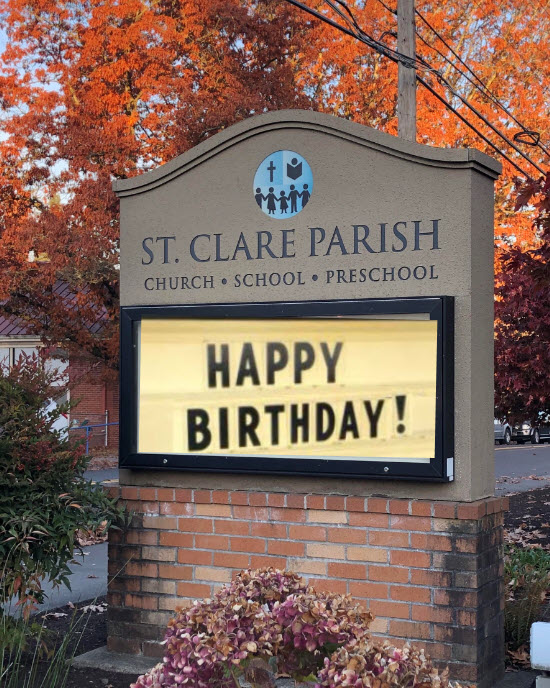 ST. CLARE PARISH
CHURCH • SCHOOL • PRESCHOOL
HAPPY
BIRTHDAY!